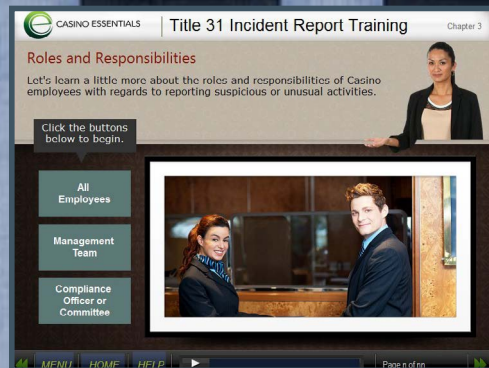 CASINO ESSENTIALS
Title 31 Incident Report Training
Chapter 3
Roles and Responsibilities
Let's learn a little more about the roles and responsibilities of Casino
employees with regards to reporting suspicious or unusual activities.
Click the buttons
below to begin.
All
Employees
Management
Team
Compliance
Officer or
Committee
MENU
HOME
HELP
Page n of nn